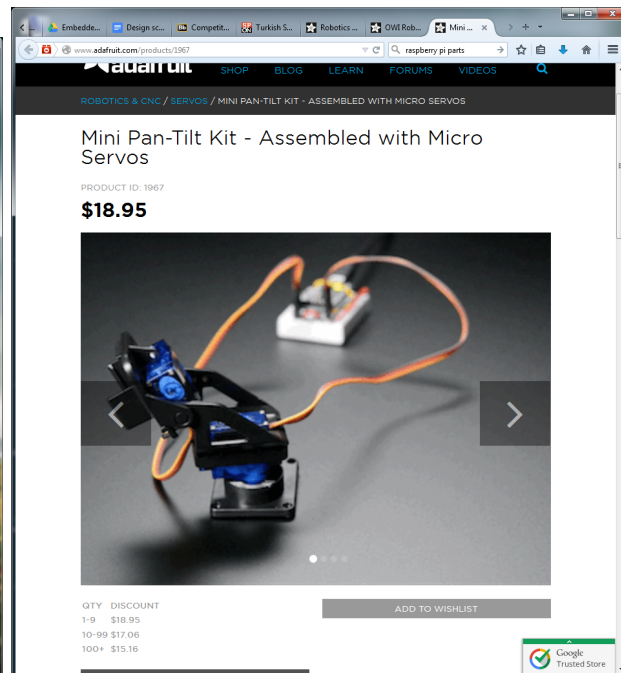 Embedde...
Design sc...
Competit...
Turkish S...
Robotics ...
OWI Rob...
Mini ...
www.adafruit.com/products/1967
raspberry pi parts
adafruit
SHOP BLOG LEARN FORUMS VIDEOS
ROBOTICS & CNC / SERVOS / MINI PAN-TILT KIT - ASSEMBLED WITH MICRO SERVOS
Mini Pan-Tilt Kit - Assembled with Micro
Servos
PRODUCT ID: 1967
$18.95
QTY DISCOUNT
1-9 $18.95
10-99 $17.06
100+ $15.16
ADD TO WISHLIST
Google
Trusted Store